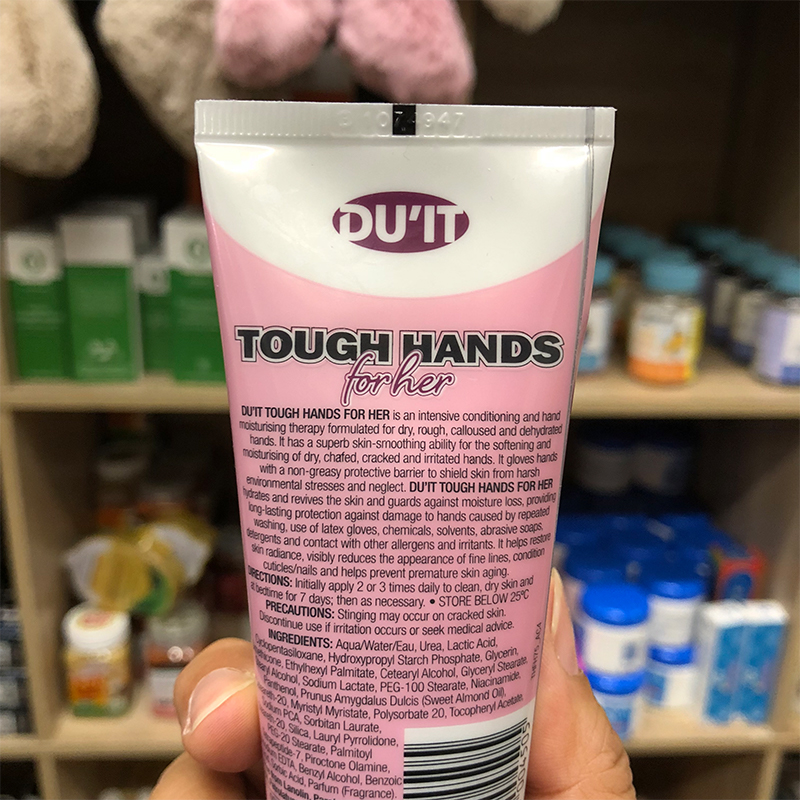 DU'IT
TOUGH HANDS
for her
DU'IT TOUGH HANDS FOR HER is an intensive conditioning and hand
moisturising therapy formulated for dry, rough, calloused and dehydrated
hands. It has a superb skin-smoothing ability for the softening and
moisturising of dry, chafed, cracked and irritated hands. It gloves hands
with a non-greasy protective barrier to shield skin from harsh
environmental stresses and neglect. DU'IT TOUGH HANDS FOR HER
hydrates and revives the skin and guards against moisture loss, providing
long-lasting protection against damage to hands caused by repeated
washing, use of latex gloves, chemicals, solvents, abrasive soaps,
detergents and contact with other allergens and irritants. It helps restore
skin radiance, visibly reduces the appearance of fine lines, condition
cuticles/nails and helps prevent premature skin aging.
DIRECTIONS: Initially apply 2 or 3 times daily to clean, dry skin and
at bedtime for 7 days; then as necessary. • STORE BELOW 25ºC
PRECAUTIONS: Stinging may occur on cracked skin.
Discontinue use if irritation occurs or seek medical advice.
INGREDIENTS: Aqua/Water/Eau, Urea, Lactic Acid,
Cyclopentasiloxane, Hydroxypropyl Starch Phosphate, Glycerin,
Ethylhexyl Palmitate, Cetearyl Alcohol, Glyceryl Stearate,
Alcohol, Sodium Lactate, PEG-100 Stearate, Niacinamide,
Panthenol, Prunus Amygdalus Dulcis (Sweet Almond Oil),
Myristyl Myristate, Polysorbate 20, Tocopheryl Acetate,
Sodium PCA, Sorbitan Laurate,
Silica, Lauryl Pyrrolidone,
Stearate, Palmitoyl
Piroctone Olamine,
EDTA, Benzyl Alcohol, Benzoic
Acid, Parfum (Fragrance).
Lanolin,